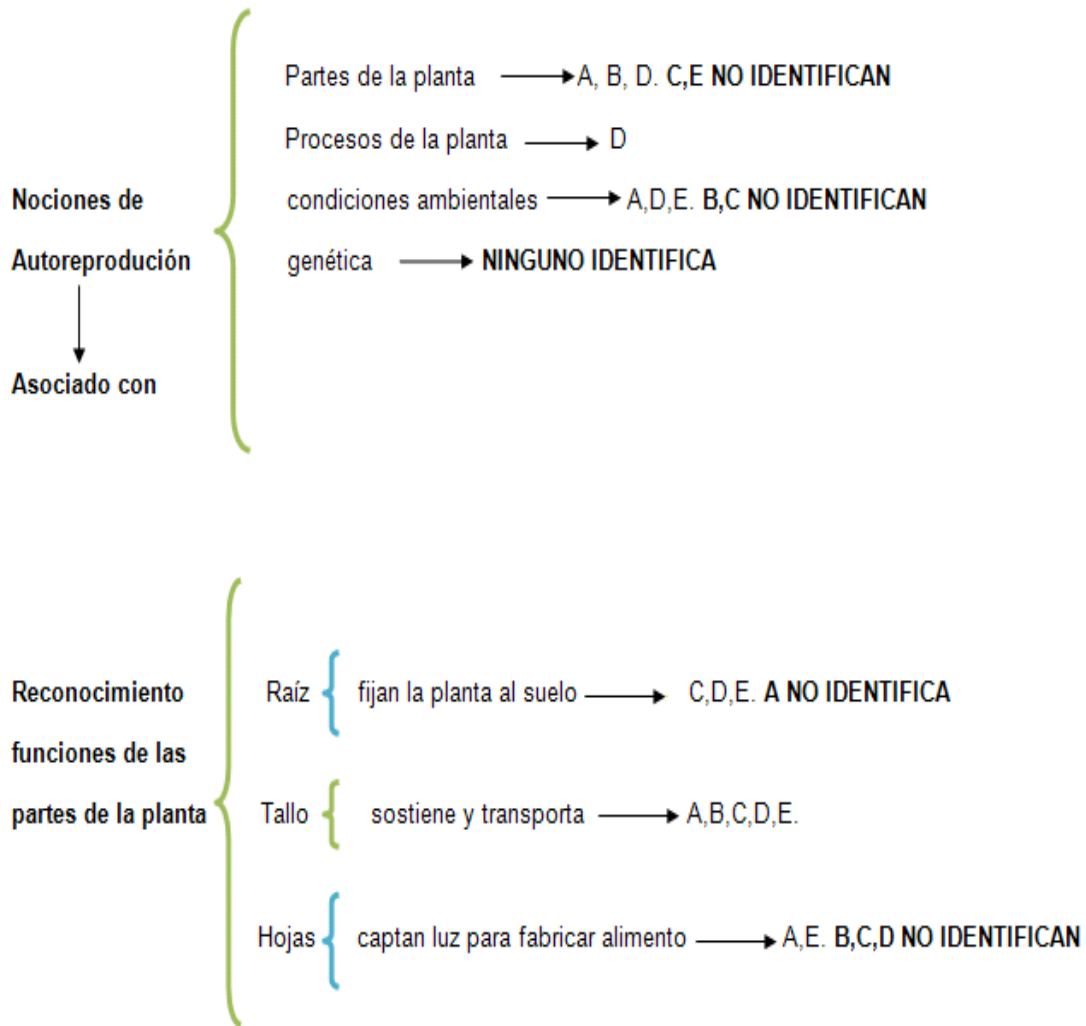 Partes de la planta A, B, D. C,E NO IDENTIFICAN
Procesos de la planta D
Nociones de condiciones ambientales A,D,E. B,C NO IDENTIFICAN
Autoreprodución genética NINGUNO IDENTIFICA
Asociado con
Reconocimiento Raíz fijan la planta al suelo C,D,E. A NO IDENTIFICA
funciones de las
partes de la planta Tallo sostiene y transporta A,B,C,D,E.
Hojas captan luz para fabricar alimento A,E. B,C,D NO IDENTIFICAN